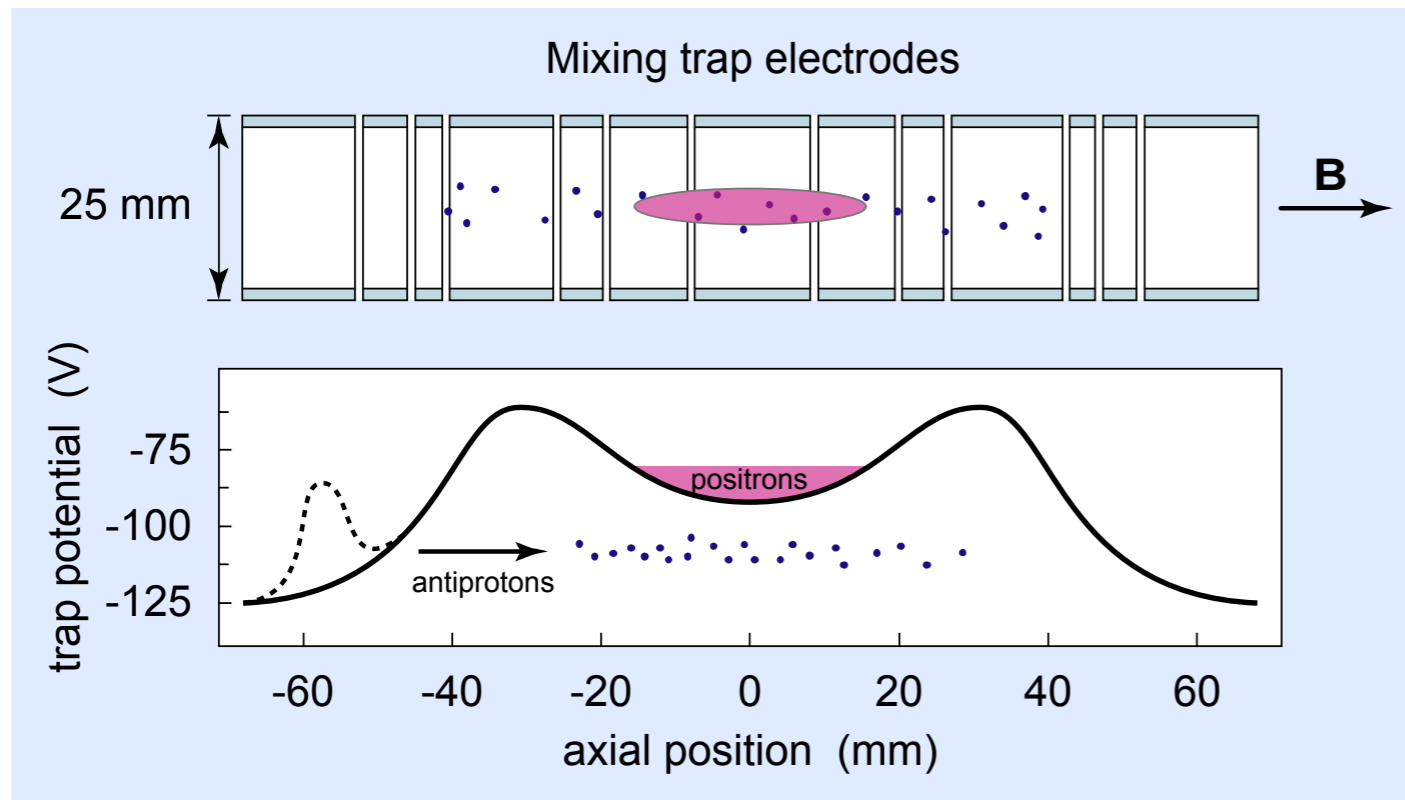 Mixing trap electrodes
25 mm
B
trap potential (V)
-75
-100
-125
positrons
antiprotons
-60 -40 -20 0 20 40 60
axial position (mm)